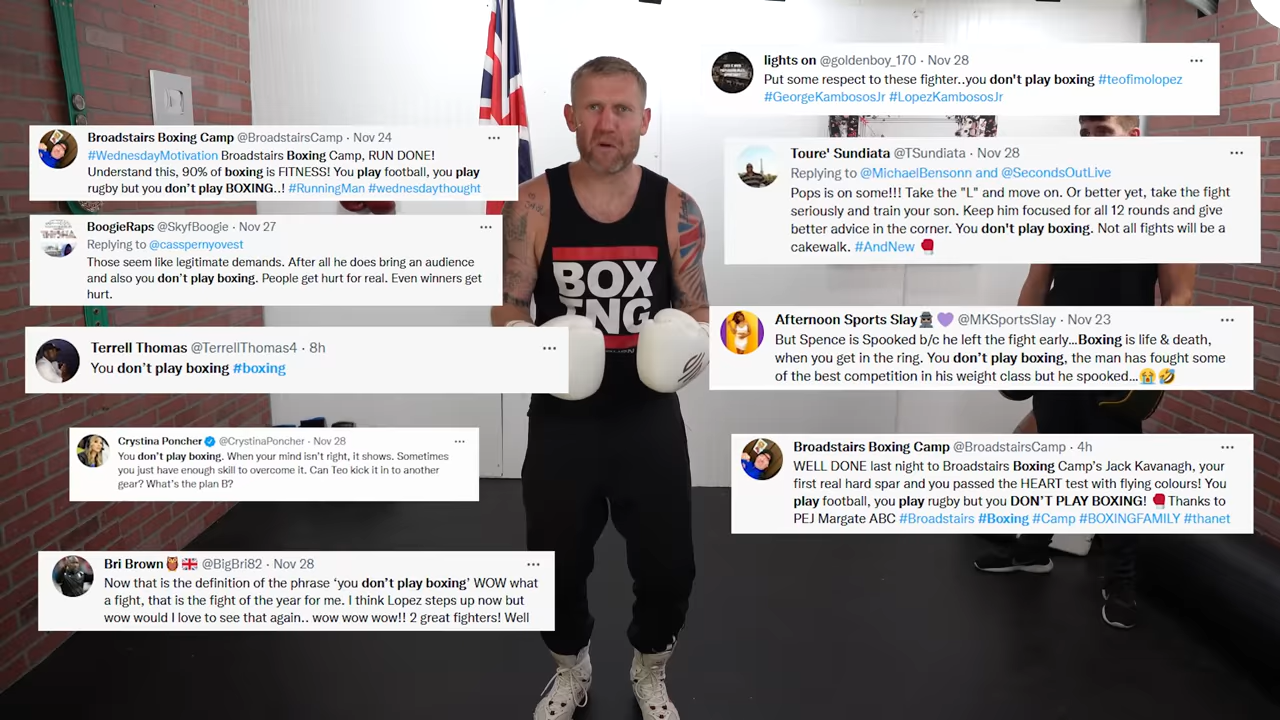 Broadstairs Boxing Camp @BroadstairsCamp · Nov 24
#WednesdayMotivation Broadstairs Boxing Camp, RUN DONE!
Understand this, 90% of boxing is FITNESS! You play football, you play
rugby but you don't play BOXING..! #RunningMan #wednesdaythought
BoogieRaps @SkyfBoogie · Nov 27
Replying to @casspernyovest
Those seem like legitimate demands. After all he does bring an audience
and also you don't play boxing. People get hurt for real. Even winners get
hurt.
Terrell Thomas @TerrellThomas4 · 8h
You don't play boxing #boxing
Crystina Poncher @CrystinaPoncher · Nov 28
You don't play boxing. When your mind isn't right, it shows. Sometimes
you just have enough skill to overcome it. Can Teo kick it in to another
gear? What's the plan B?
Bri Brown🦉🇬🇧 @BigBri82 · Nov 28
Now that is the definition of the phrase 'you don't play boxing' WOW what
a fight, that is the fight of the year for me. I think Lopez steps up now but
wow would I love to see that again.. wow wow wow!! 2 great fighters! Well
BOX
ING
lights on @goldenboy_170 · Nov 28
Put some respect to these fighter..you don't play boxing #teofimolopez
#GeorgeKambososJr #LopezKambososJr
Toure' Sundiata @TSundiata · Nov 28
Replying to @MichaelBensonn and @SecondsOutLive
Pops is on some!!! Take the "L" and move on. Or better yet, take the fight
seriously and train your son. Keep him focused for all 12 rounds and give
better advice in the corner. You don't play boxing. Not all fights will be a
cakewalk. #AndNew 🥊
Afternoon Sports Slay💜 @MKSportsSlay · Nov 23
But Spence is Spooked b/c he left the fight early...Boxing is life & death,
when you get in the ring. You don't play boxing, the man has fought some
of the best competition in his weight class but he spooked...😭🤣
Broadstairs Boxing Camp @BroadstairsCamp · 4h
WELL DONE last night to Broadstairs Boxing Camp's Jack Kavanagh, your
first real hard spar and you passed the HEART test with flying colours! You
play football, you play rugby but you DON'T PLAY BOXING! 🥊Thanks to
PEJ Margate ABC #Broadstairs #Boxing #Camp #BOXINGFAMILY #thanet